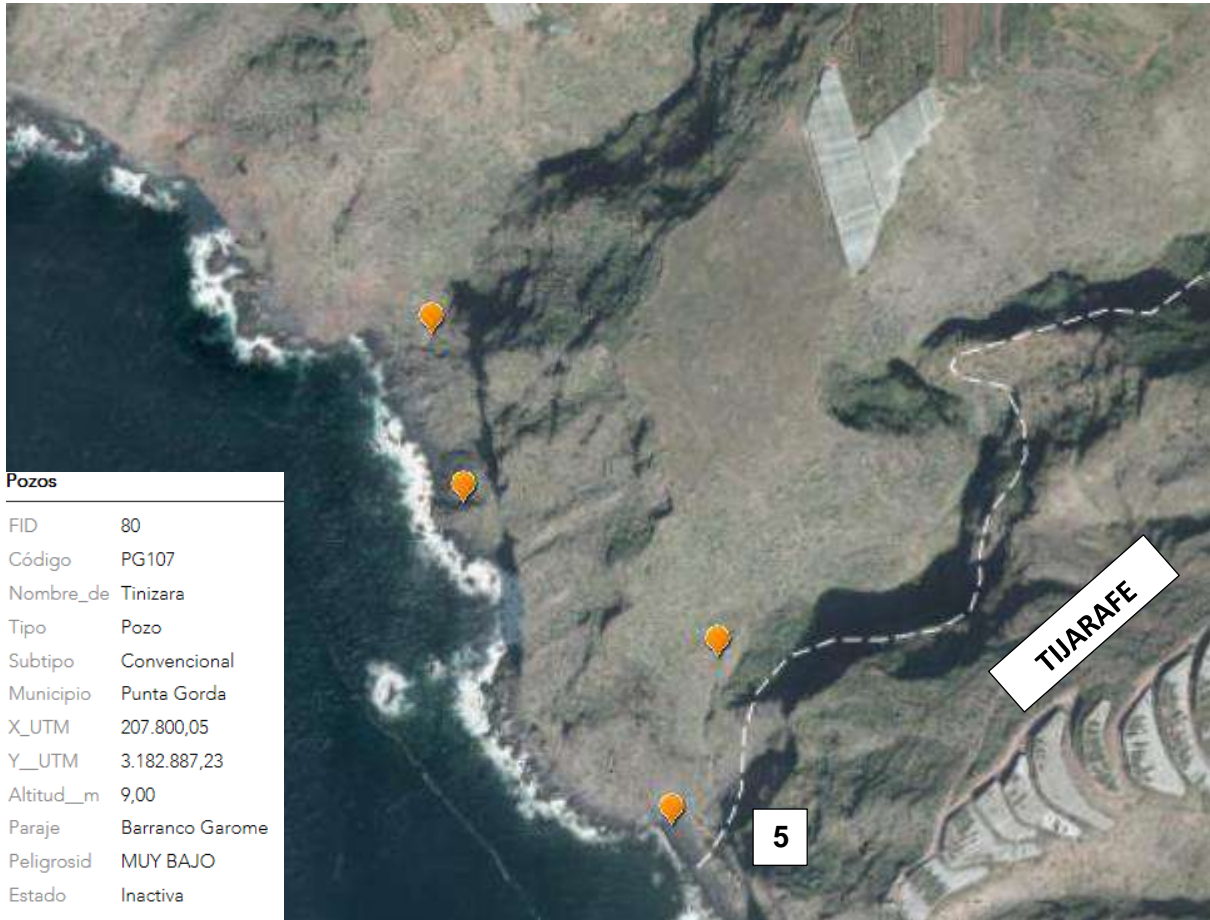 Pozos
FID 80
Código PG107
Nombre_de Tinizara
Tipo Pozo
Subtipo Convencional
Municipio Punta Gorda
X_UTM 207.800,05
Y__UTM 3.182.887,23
Altitud__m 9,00
Paraje Barranco Garome
Peligrosid MUY BAJO
Estado Inactiva
TIJARAFE
5